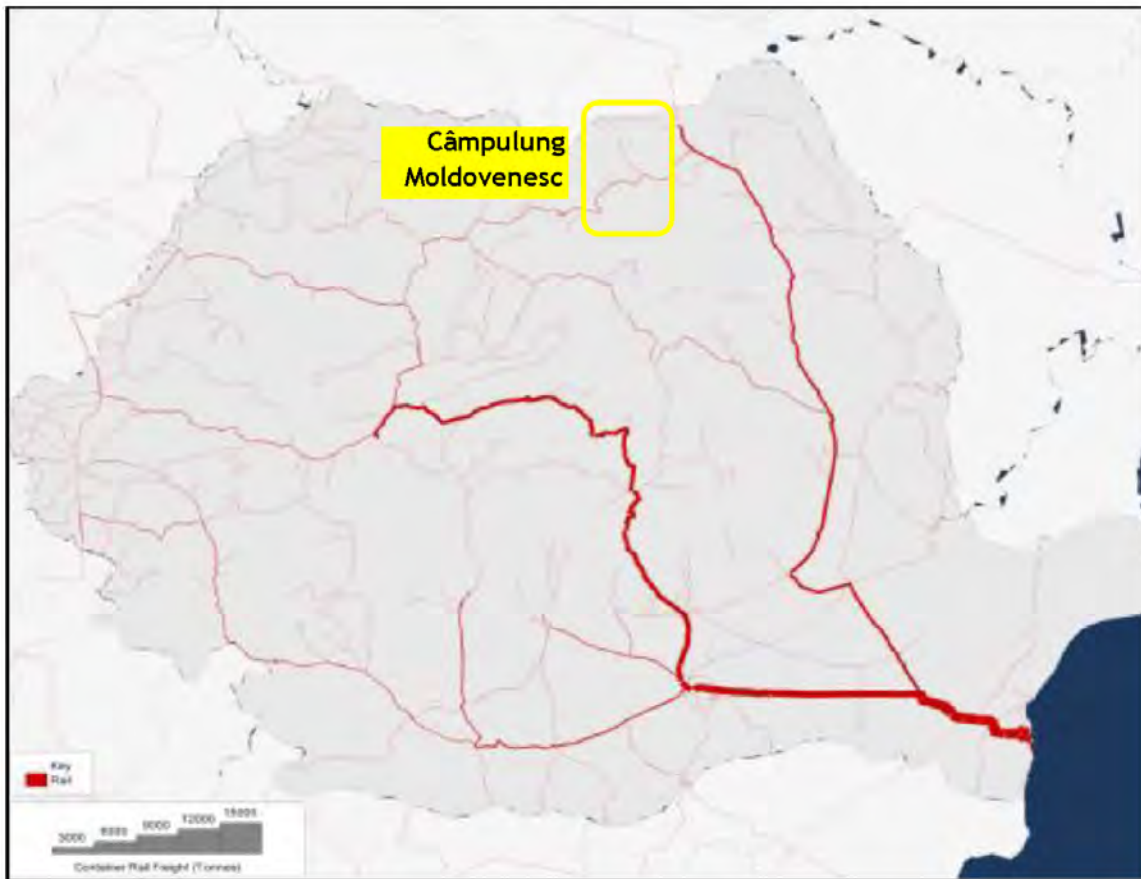 Câmpulung
Moldovenesc
Key
Rail
3000 6000 9000 12000 15000
Container Rail Freight (Tonnes)